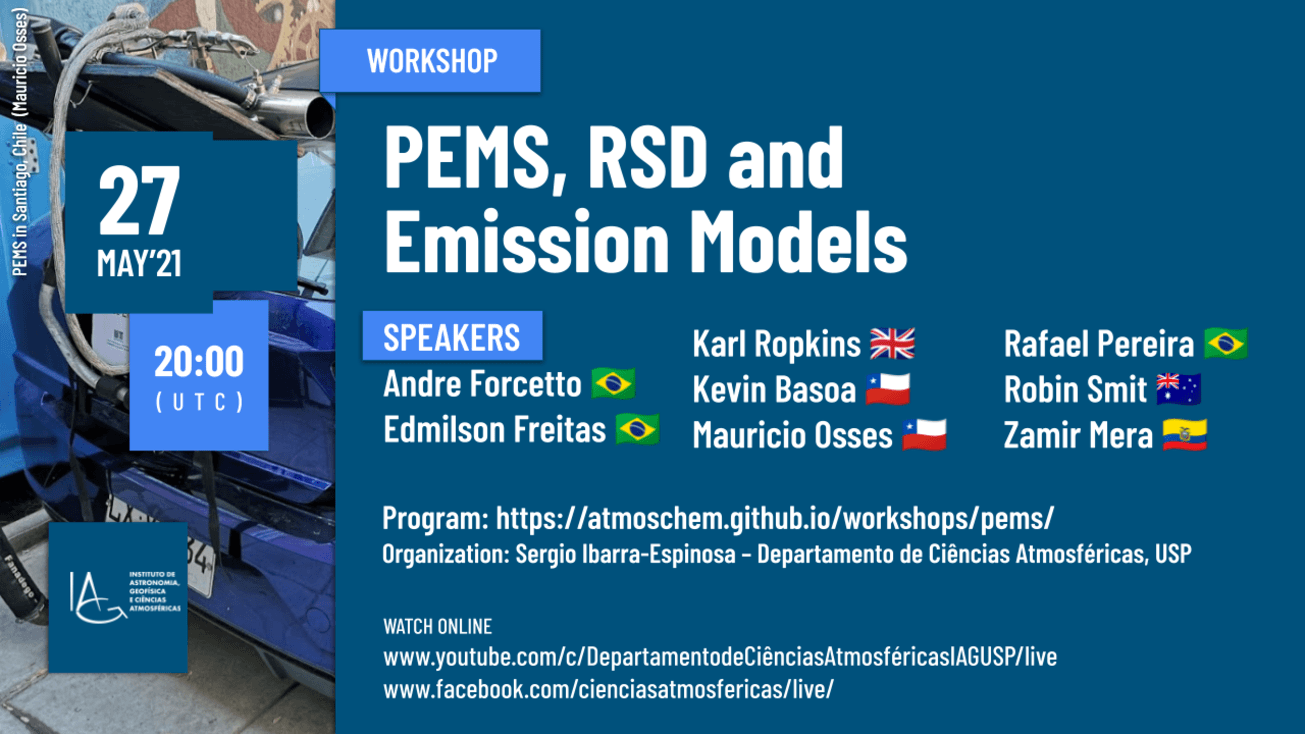 PEMS in Santiago, Chile (Mauricio Osses)
WORKSHOP
27
MAY'21
20:00
(UTC)
PEMS, RSD and
Emission Models
SPEAKERS
Andre Forcetto
Edmilson Freitas
Karl Ropkins
Kevin Basoa
Mauricio Osses
Rafael Pereira
Robin Smit
Zamir Mera
Program: https://atmoschem.github.io/workshops/pems/
Organization: Sergio Ibarra-Espinosa – Departamento de Ciências Atmosféricas, USP
WATCH ONLINE
www.youtube.com/c/DepartamentodeCiênciasAtmosféricasIAGUSP/live
www.facebook.com/cienciasatmosfericas/live/
IAG
INSTITUTO DE
ASTRONOMIA,
GEOFÍSICA
E CIÊNCIAS
ATMOSFÉRICAS